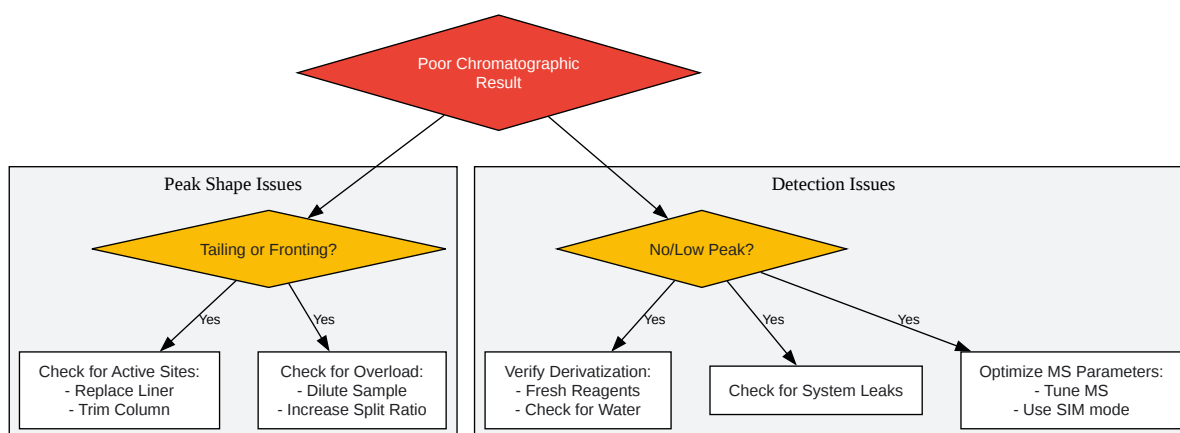 Poor Chromatographic
Result
Peak Shape Issues
Detection Issues
Tailing or Fronting?
No/Low Peak?
Yes
Yes
Yes
Yes
Yes
Check for Active Sites:
- Replace Liner
- Trim Column
Check for Overload:
- Dilute Sample
- Increase Split Ratio
Verify Derivatization:
- Fresh Reagents
- Check for Water
Check for System Leaks
Optimize MS Parameters:
- Tune MS
- Use SIM mode